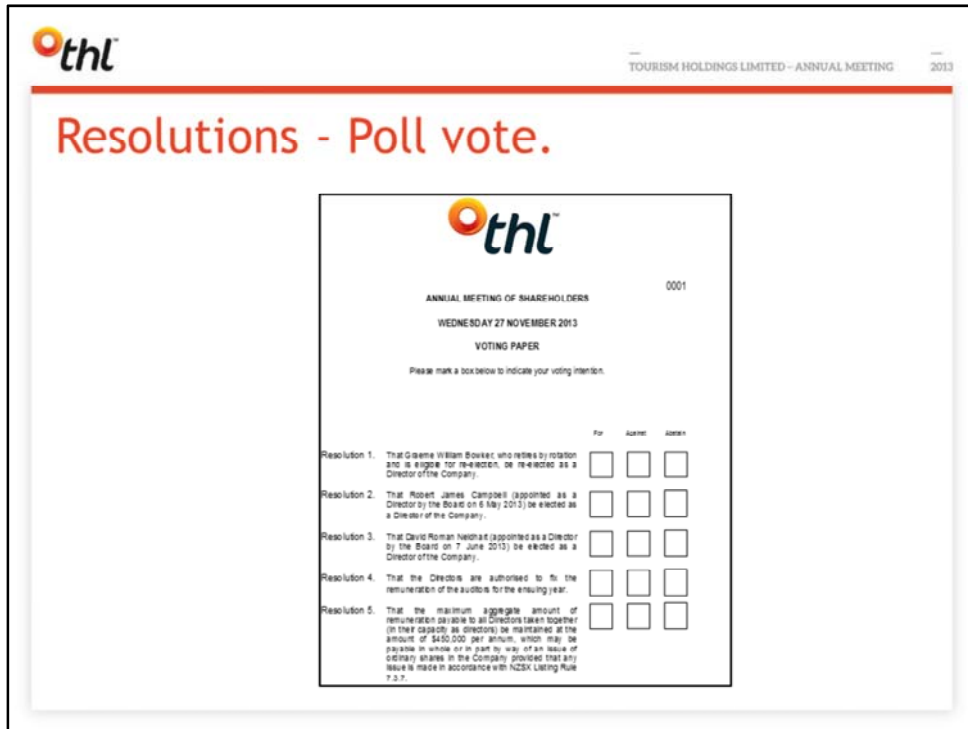 thl™
TOURISM HOLDINGS LIMITED – ANNUAL MEETING 2013
Resolutions - Poll vote.
thl™
0001
ANNUAL MEETING OF SHAREHOLDERS
WEDNESDAY 27 NOVEMBER 2013
VOTING PAPER
Please mark a box below to indicate your voting intention.
For Against Abstain
Resolution 1. That Graeme William Bowker, who retires by rotation
and is eligible for re-election, be re-elected as a
Director of the Company.
Resolution 2. That Robert James Campbell (appointed as a
Director by the Board on 6 May 2013) be elected as
a Director of the Company.
Resolution 3. That David Roman Neidhart (appointed as a Director
by the Board on 7 June 2013) be elected as a
Director of the Company.
Resolution 4. That the Directors are authorised to fix the
remuneration of the auditors for the ensuing year.
Resolution 5. That the maximum aggregate amount of
remuneration payable to all Directors taken together
(in their capacity as directors) be maintained at the
amount of $450,000 per annum, which may be
payable in whole or in part by way of an issue of
ordinary shares in the Company provided that any
issue is made in accordance with NZSX Listing Rule
7.3.7.